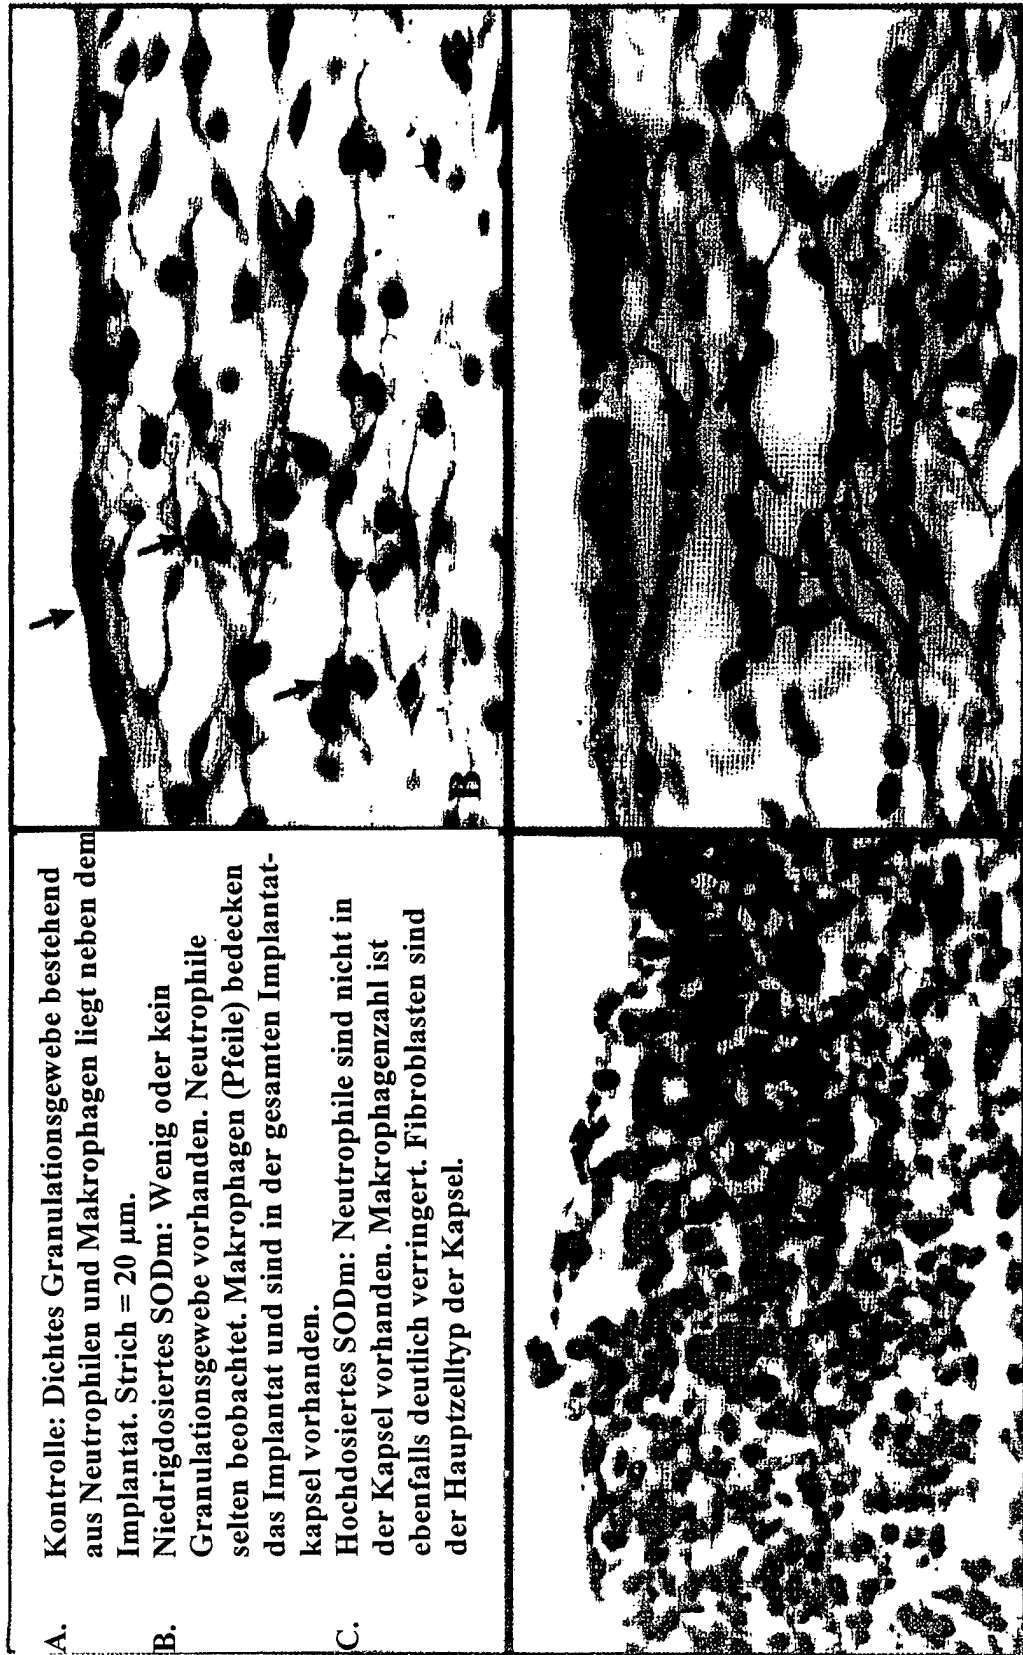 A. Kontrolle: Dichtes Granulationsgewebe bestehend
aus Neutrophilen und Makrophagen liegt neben dem
Implantat. Strich = 20 µm.
B. Niedrigdosiertes SODm: Wenig oder kein
Granulationsgewebe vorhanden. Neutrophile
selten beobachtet. Makrophagen (Pfeile) bedecken
das Implantat und sind in der gesamten Implantat-
kapsel vorhanden.
C. Hochdosiertes SODm: Neutrophile sind nicht in
der Kapsel vorhanden. Makrophagenzahl ist
ebenfalls deutlich verringert. Fibroblasten sind
der Hauptzelltyp der Kapsel.
B